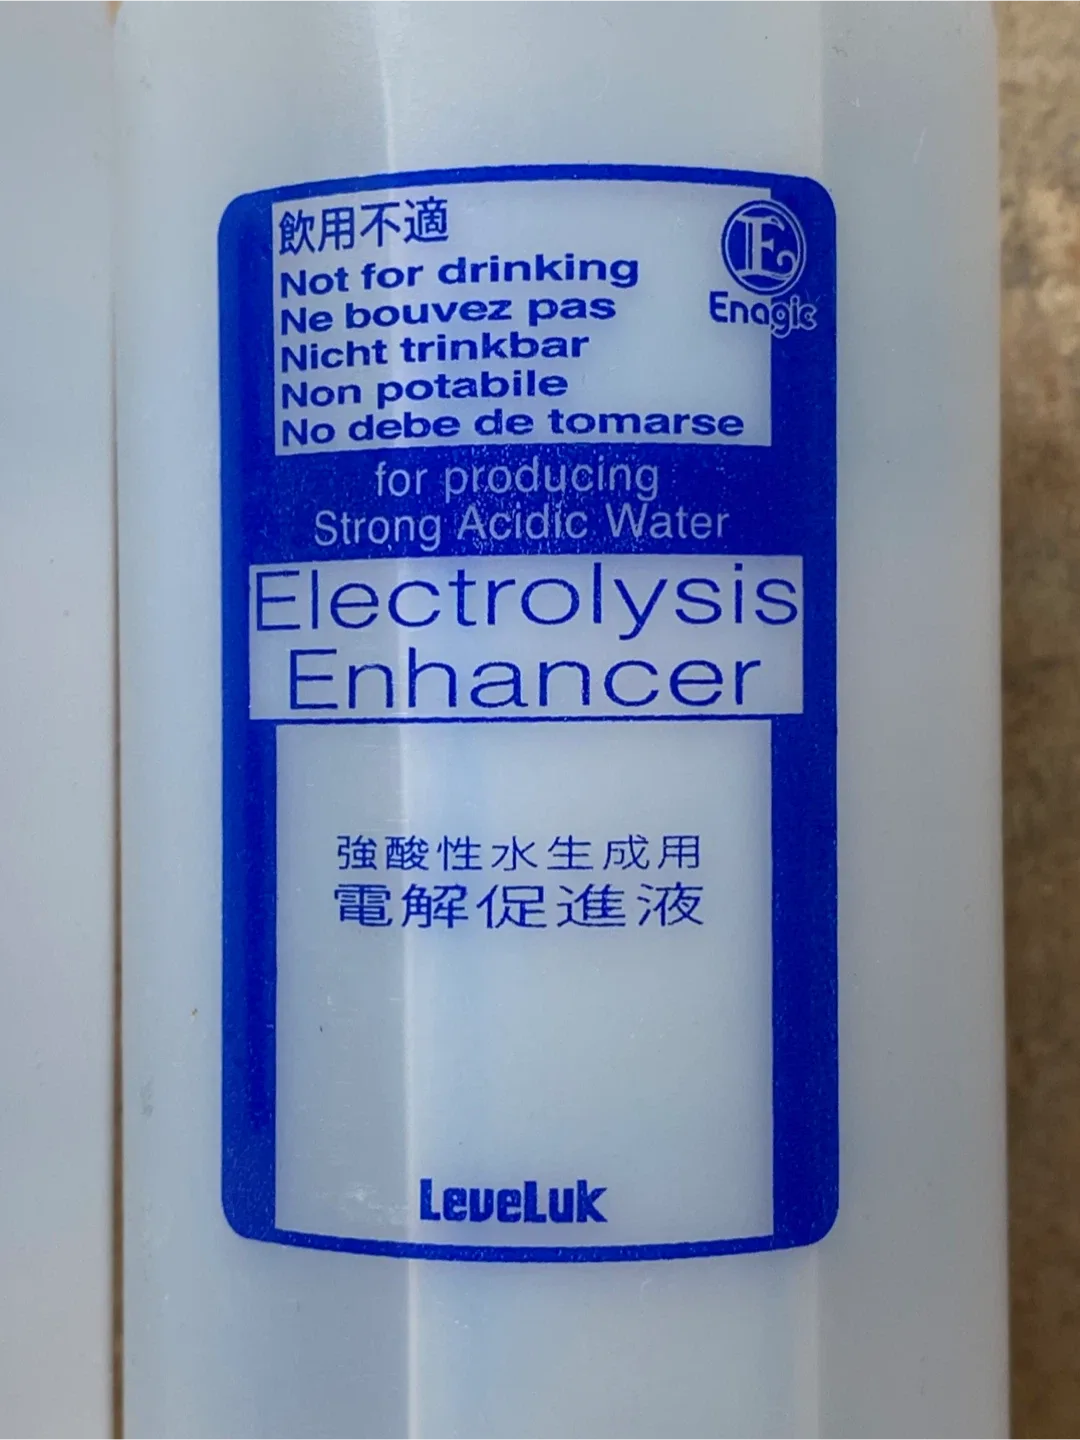 飲用不適
Not for drinking
Ne bouvez pas
Nicht trinkbar
Non potabile
No debe de tomarse
E
Enagic
for producing
Strong Acidic Water
Electrolysis
Enhancer
強酸性水生成用
電解促進液
LeveLuk